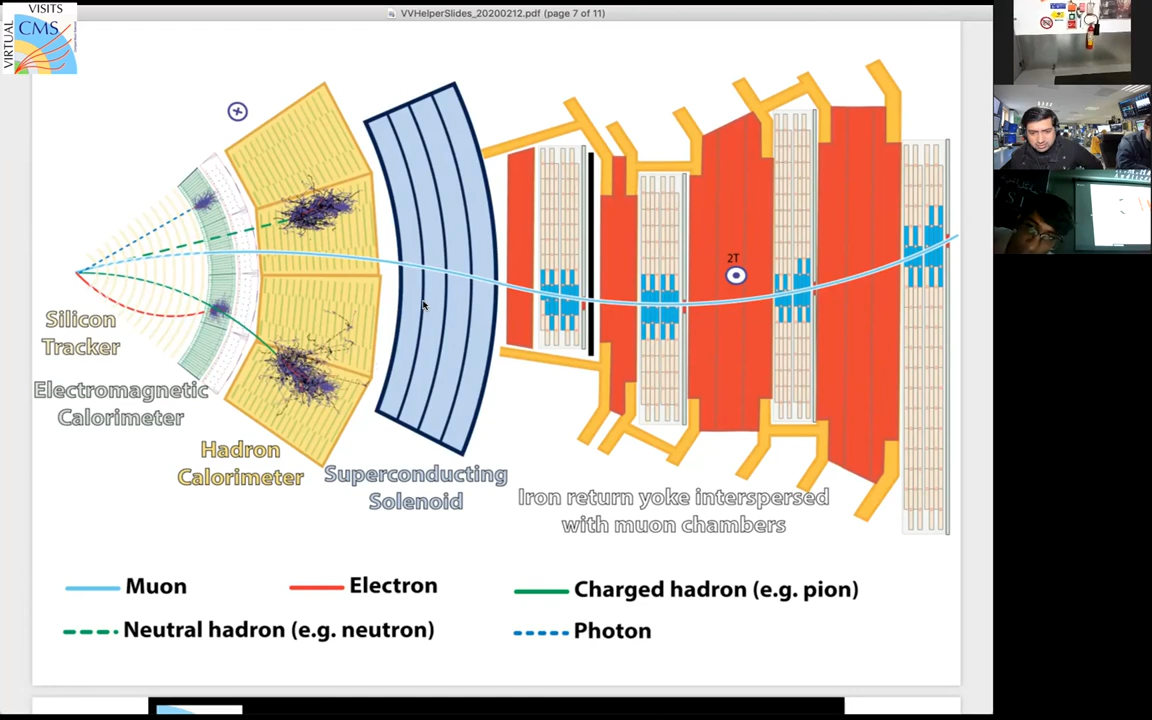 VVHelperSlides_20200212.pdf (page 7 of 11)
VISITS
VIRTUAL
CMS
2T
Silicon
Tracker
Electromagnetic
Calorimeter
Hadron
Calorimeter
Superconducting
Solenoid
Iron return yoke interspersed
with muon chambers
Muon
Electron
Charged hadron (e.g. pion)
Neutral hadron (e.g. neutron)
Photon